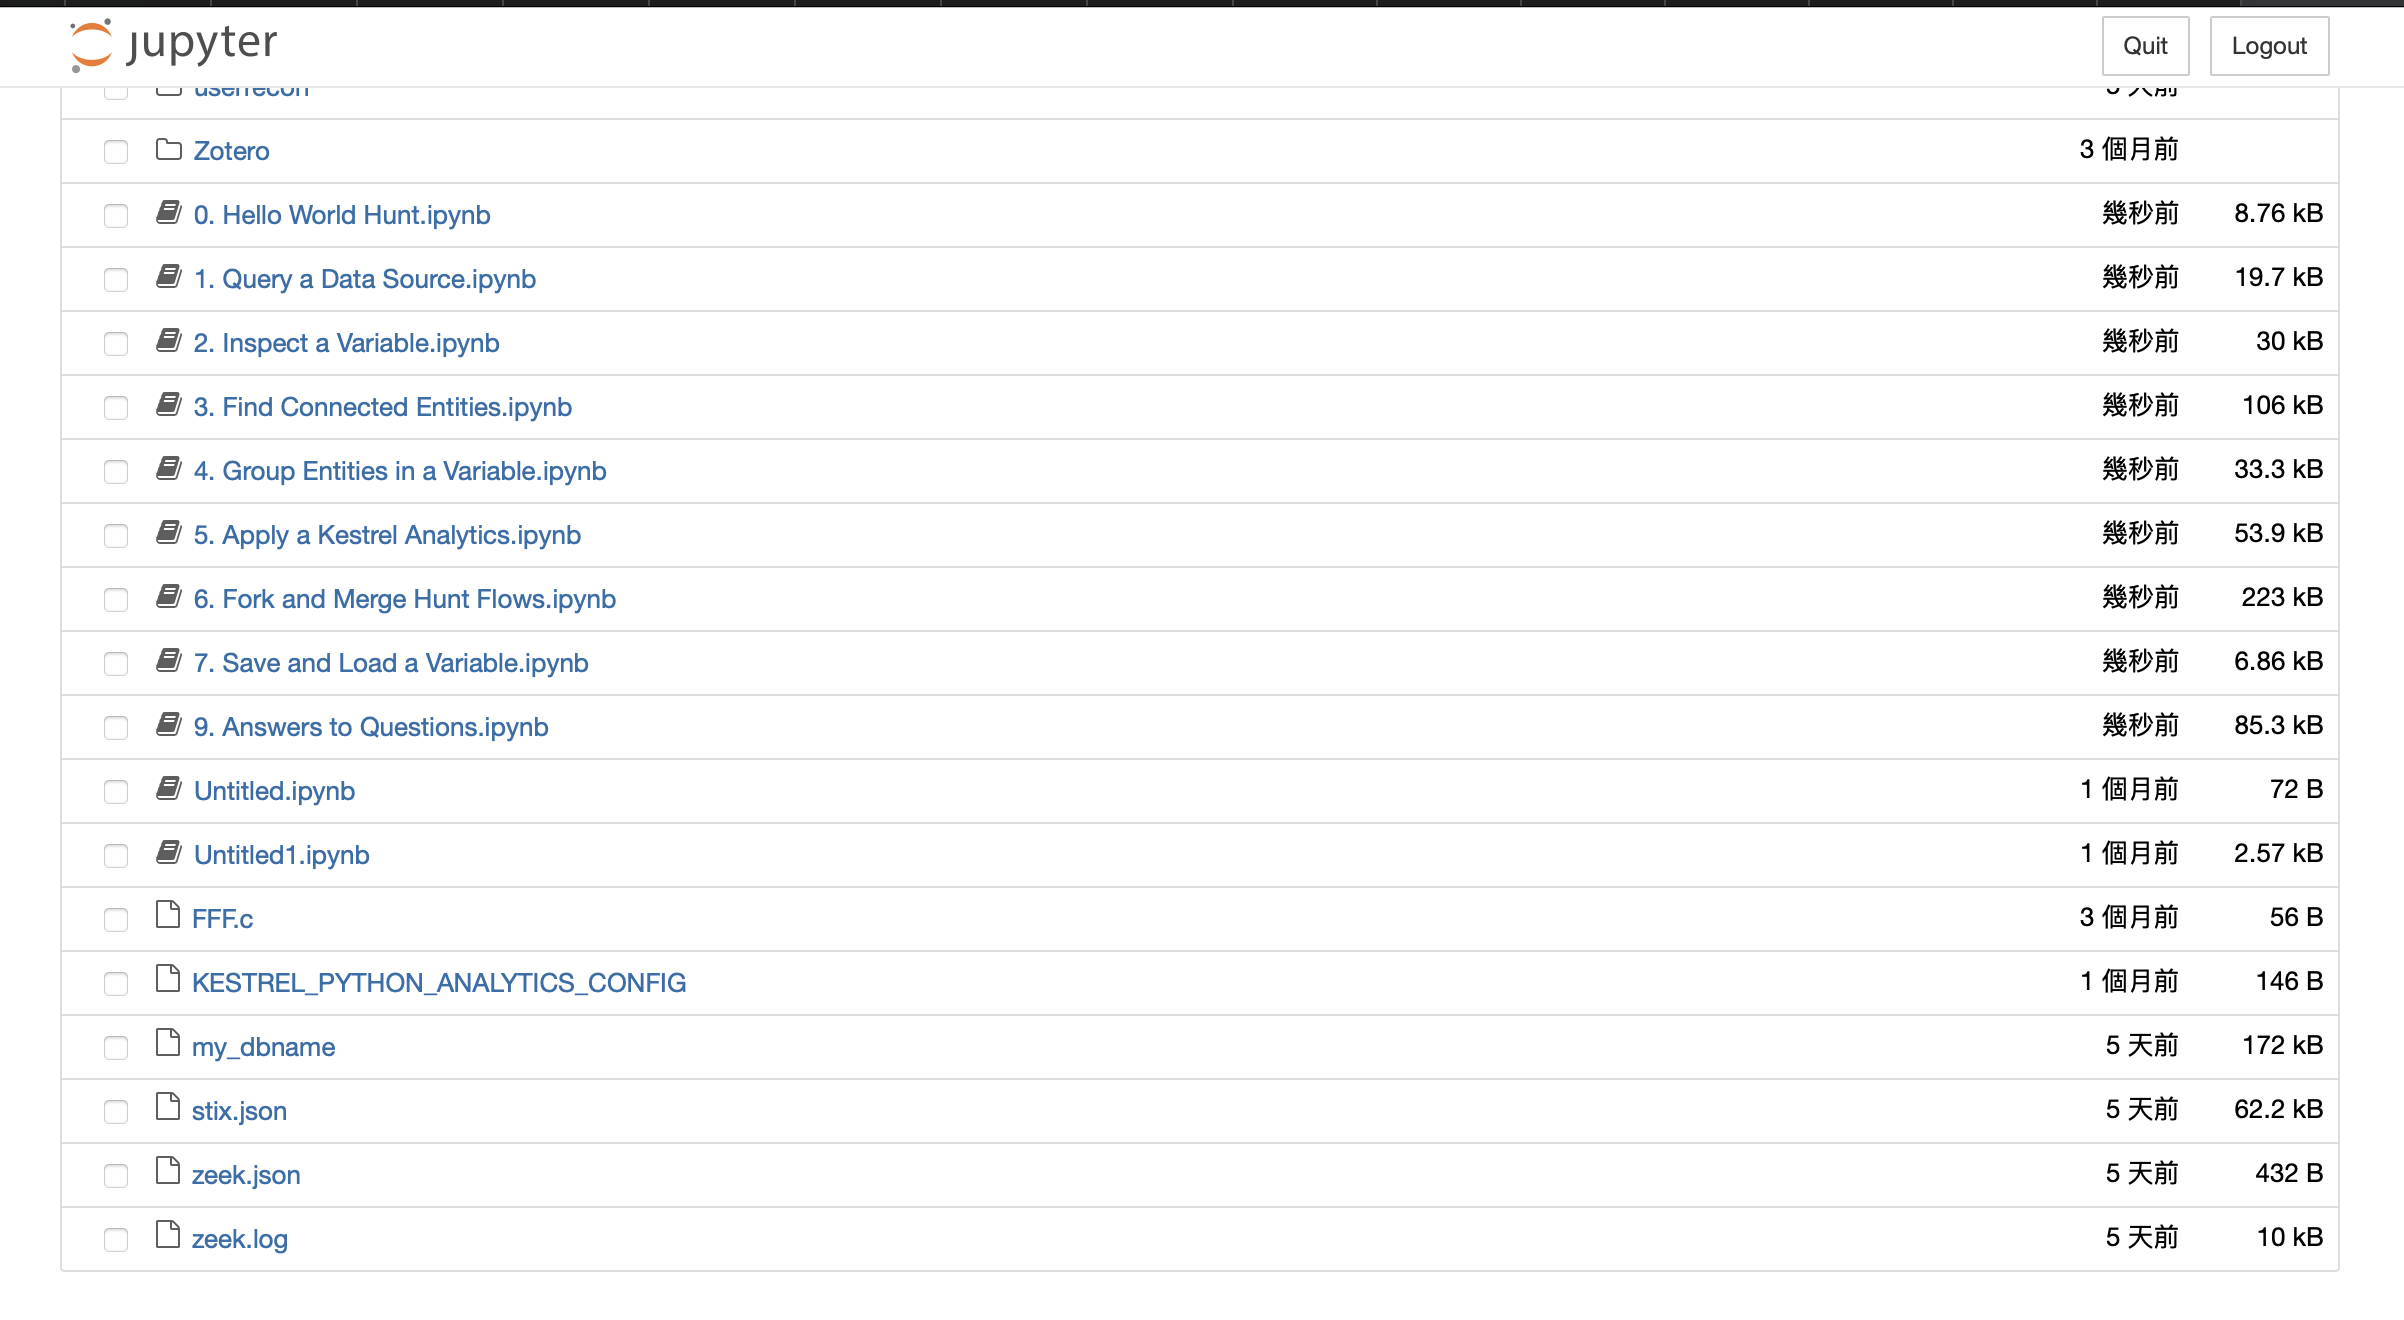 jupyter
Quit Logout
userrecon 5 天前
Zotero 3 個月前
0. Hello World Hunt.ipynb 幾秒前 8.76 kB
1. Query a Data Source.ipynb 幾秒前 19.7 kB
2. Inspect a Variable.ipynb 幾秒前 30 kB
3. Find Connected Entities.ipynb 幾秒前 106 kB
4. Group Entities in a Variable.ipynb 幾秒前 33.3 kB
5. Apply a Kestrel Analytics.ipynb 幾秒前 53.9 kB
6. Fork and Merge Hunt Flows.ipynb 幾秒前 223 kB
7. Save and Load a Variable.ipynb 幾秒前 6.86 kB
9. Answers to Questions.ipynb 幾秒前 85.3 kB
Untitled.ipynb 1 個月前 72 B
Untitled1.ipynb 1 個月前 2.57 kB
FFF.c 3 個月前 56 B
KESTREL_PYTHON_ANALYTICS_CONFIG 1 個月前 146 B
my_dbname 5 天前 172 kB
stix.json 5 天前 62.2 kB
zeek.json 5 天前 432 B
zeek.log 5 天前 10 kB